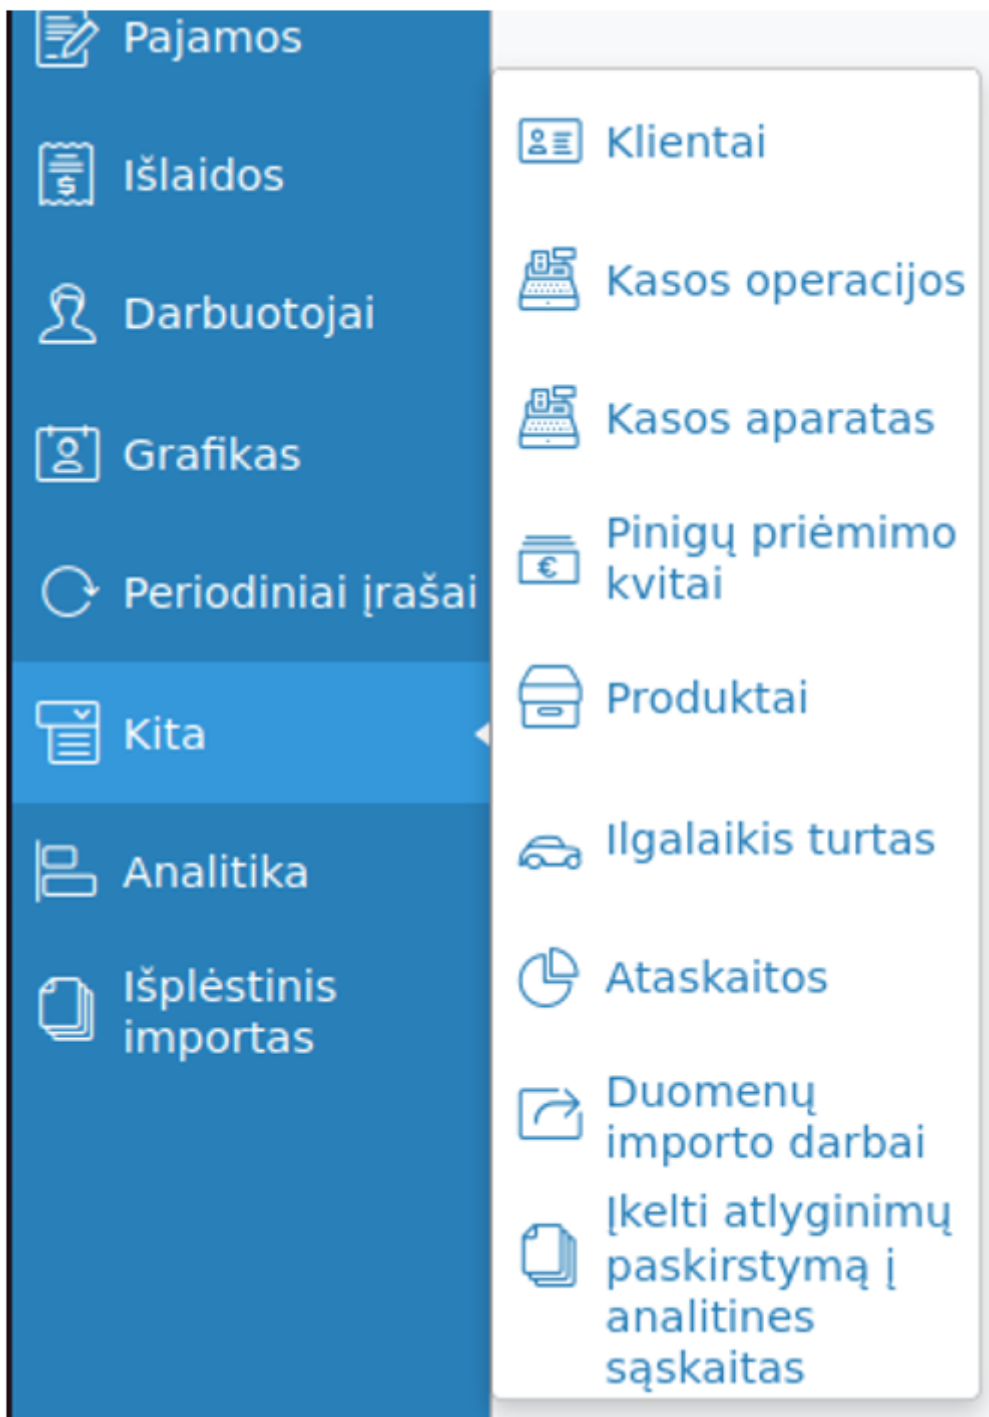 Pajamos
Išlaidos
Darbuotojai
Grafikas
Periodiniai įrašai
Kita
Analitika
Išplėstinis
importas
Klientai
Kasos operacijos
Kasos aparatas
Pinigų priėmimo
kvitai
Produktai
Ilgalaikis turtas
Ataskaitos
Duomenų
importo darbai
Įkelti atlyginimų
paskirstymą į
analitines
sąskaitas